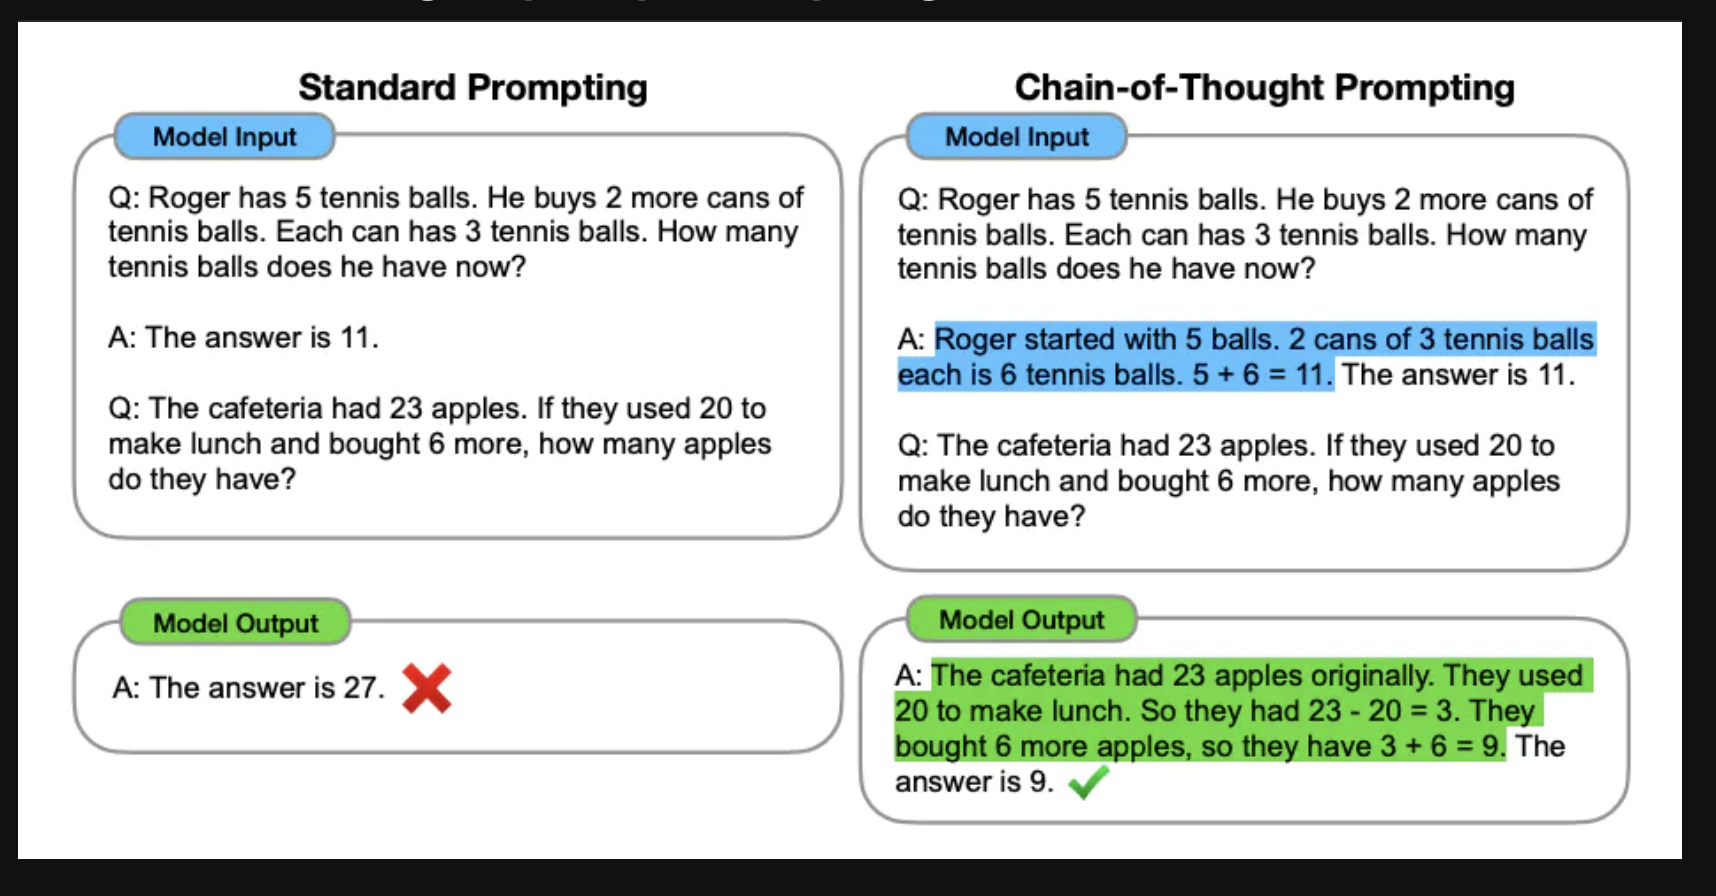 Standard Prompting
Model Input
Q: Roger has 5 tennis balls. He buys 2 more cans of
tennis balls. Each can has 3 tennis balls. How many
tennis balls does he have now?
A: The answer is 11.
Q: The cafeteria had 23 apples. If they used 20 to
make lunch and bought 6 more, how many apples
do they have?
Model Output
A: The answer is 27.
Chain-of-Thought Prompting
Model Input
Q: Roger has 5 tennis balls. He buys 2 more cans of
tennis balls. Each can has 3 tennis balls. How many
tennis balls does he have now?
A: Roger started with 5 balls. 2 cans of 3 tennis balls
each is 6 tennis balls. 5 + 6 = 11. The answer is 11.
Q: The cafeteria had 23 apples. If they used 20 to
make lunch and bought 6 more, how many apples
do they have?
Model Output
A: The cafeteria had 23 apples originally. They used
20 to make lunch. So they had 23 - 20 = 3. They
bought 6 more apples, so they have 3 + 6 = 9. The
answer is 9.